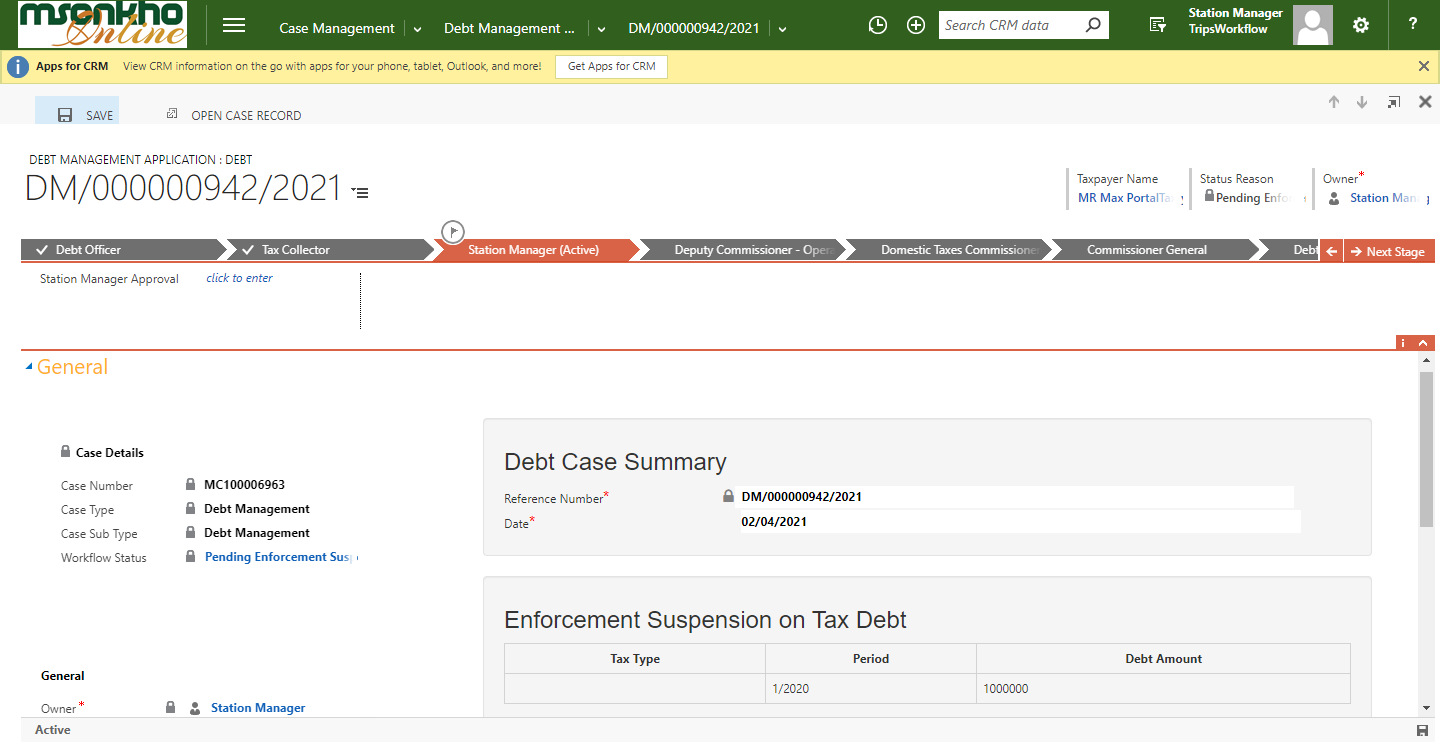 msonkho
Online
Case Management
Debt Management ...
DM/000000942/2021
Search CRM data
Station Manager
TripsWorkflow
?
i
Apps for CRM
View CRM information on the go with apps for your phone, tablet, Outlook, and more!
Get Apps for CRM
SAVE
OPEN CASE RECORD
DEBT MANAGEMENT APPLICATION : DEBT
DM/000000942/2021
Taxpayer Name
MR Max PortalTa
Status Reason
Pending Enfo
Owner*
Station Man
Debt Officer
Tax Collector
Station Manager (Active)
Deputy Commissioner - Oper
Domestic Taxes Commissione
Commissioner General
Debt
Next Stage
Station Manager Approval
click to enter
i
General
Case Details
Case Number
MC100006963
Case Type
Debt Management
Case Sub Type
Debt Management
Workflow Status
Pending Enforcement Sus
General
Owner *
Station Manager
Debt Case Summary
Reference Number*
DM/000000942/2021
Date*
02/04/2021
Enforcement Suspension on Tax Debt
Tax Type Period Debt Amount
1/2020 1000000
Active